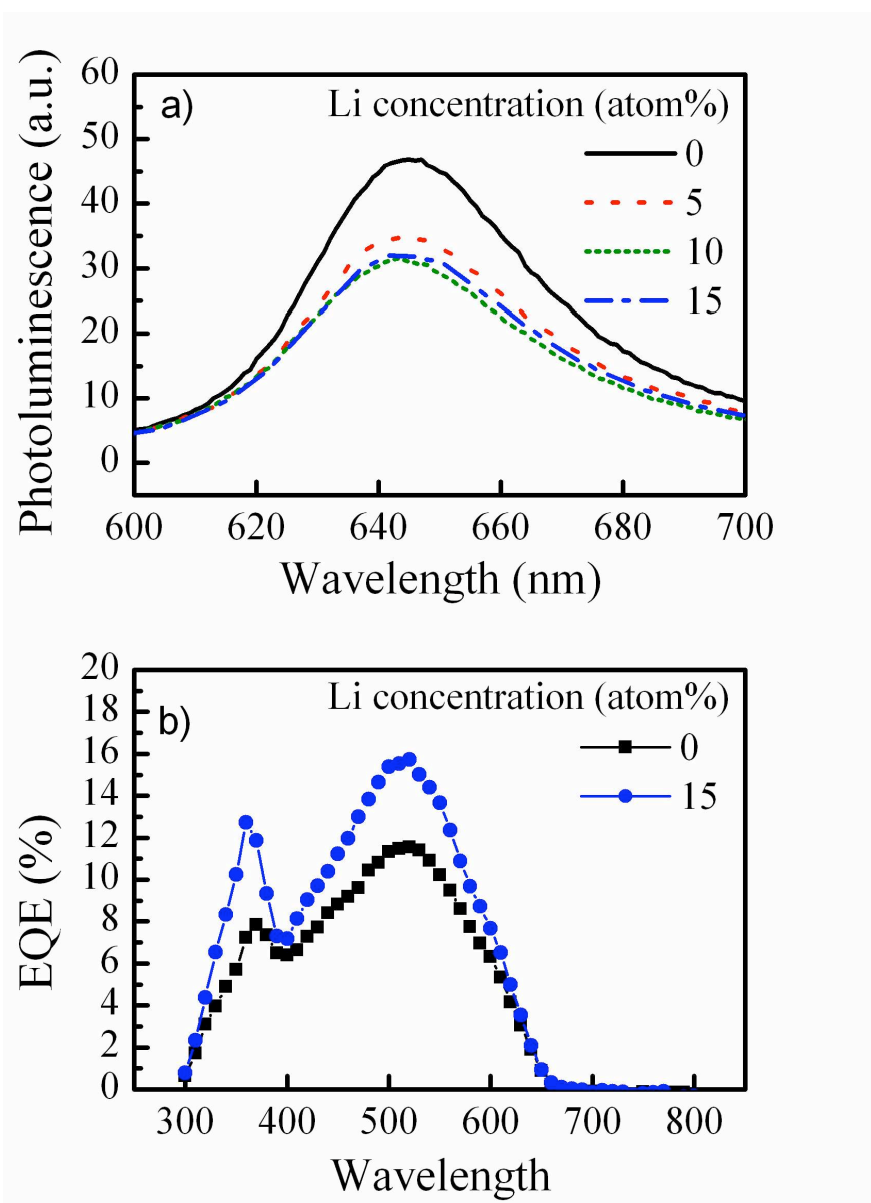 60
50
40
30
20
10
0
Photoluminescence (a.u.)
a)
Li concentration (atom%)
0
5
10
15
600 620 640 660 680 700
Wavelength (nm)
20
18
16
14
12
10
8
6
4
2
0
EQE (%)
b)
Li concentration (atom%)
0
15
300 400 500 600 700 800
Wavelength